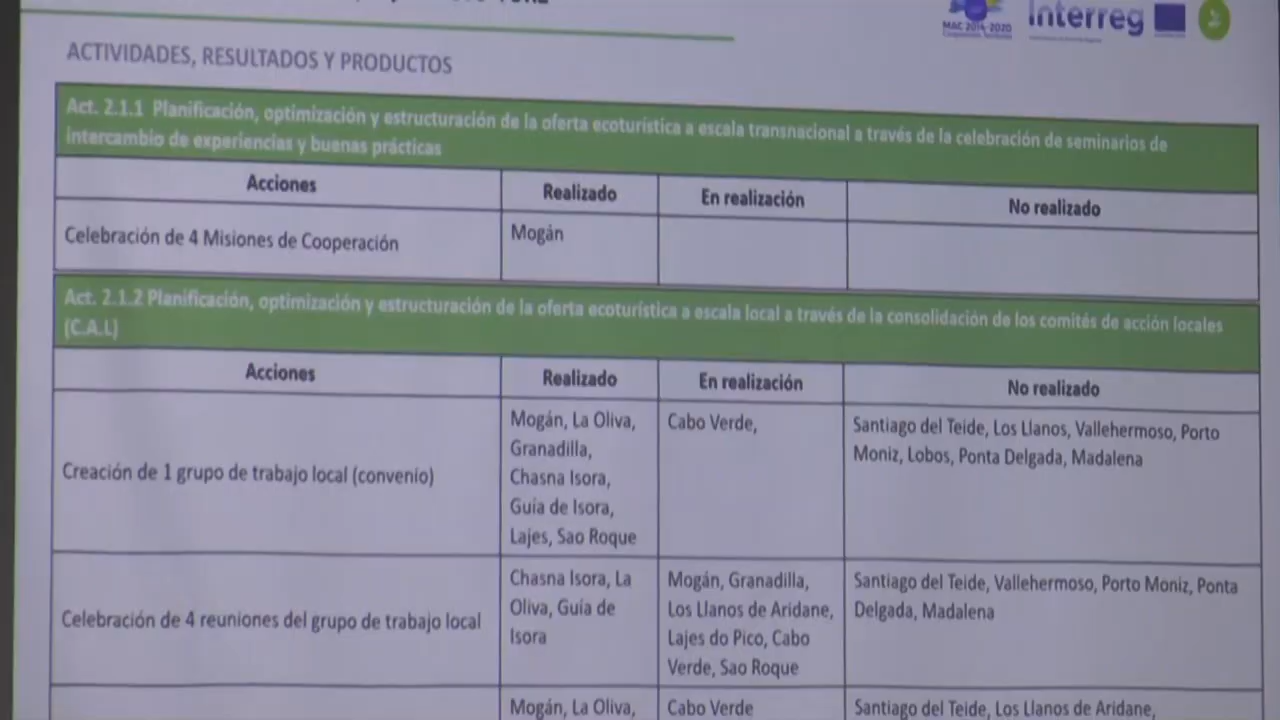 MAC 2014-2020
Interreg
ACTIVIDADES, RESULTADOS Y PRODUCTOS
Act. 2.1.1 Planificación, optimización y estructuración de la oferta ecoturística a escala transnacional a través de la celebración de seminarios de
intercambio de experiencias y buenas prácticas
Acciones
Realizado
En realización
No realizado
Celebración de 4 Misiones de Cooperación
Mogán
Act. 2.1.2 Planificación, optimización y estructuración de la oferta ecoturística a escala local a través de la consolidación de los comités de acción locales
(C.A.L)
Acciones
Realizado
En realización
No realizado
Creación de 1 grupo de trabajo local (convenio)
Mogán, La Oliva,
Granadilla,
Chasna Isora,
Guía de Isora,
Lajes, Sao Roque
Cabo Verde,
Santiago del Teide, Los Llanos, Vallehermoso, Porto
Moniz, Lobos, Ponta Delgada, Madalena
Celebración de 4 reuniones del grupo de trabajo local
Chasna Isora, La
Oliva, Guía de
Isora
Mogán, Granadilla,
Los Llanos de Aridane,
Lajes do Pico, Cabo
Verde, Sao Roque
Santiago del Teide, Vallehermoso, Porto Moniz, Ponta
Delgada, Madalena
Mogán, La Oliva,
Cabo Verde
Santiago del Teide, Los Llanos de Aridane,